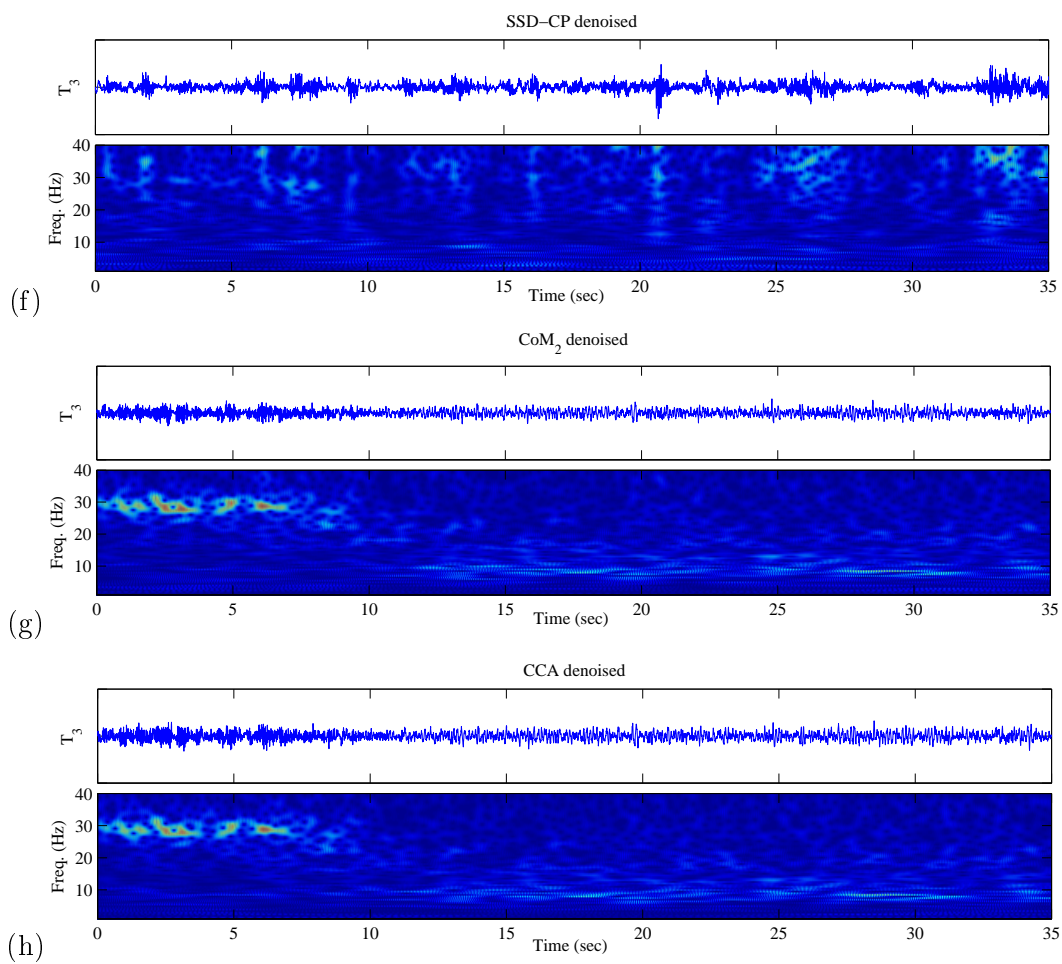 SSD−CP denoised
T3
40
30
20
10
Freq. (Hz)
0 5 10 15 20 25 30 35
Time (sec)
(f)
CoM2 denoised
T3
40
30
20
10
Freq. (Hz)
0 5 10 15 20 25 30 35
Time (sec)
(g)
CCA denoised
T3
40
30
20
10
Freq. (Hz)
0 5 10 15 20 25 30 35
Time (sec)
(h)